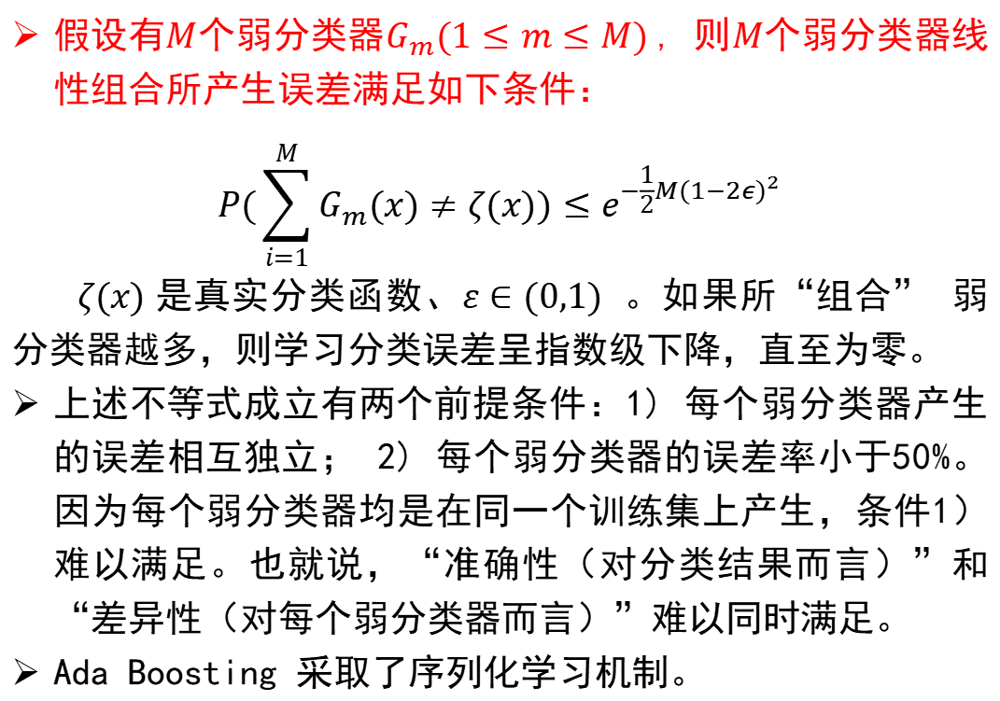 ➢ 假设有𝑀个弱分类器𝐺ₘ(1 ≤ 𝑚 ≤ 𝑀)，则𝑀个弱分类器线
性组合所产生误差满足如下条件：
$P(\sum_{i=1}^{M} G_m(x) \neq \zeta(x)) \leq e^{-\frac{1}{2}M(1-2\epsilon)^2}$
𝜁(𝑥) 是真实分类函数、𝜀 ∈ (0,1) 。如果所“组合” 弱
分类器越多，则学习分类误差呈指数级下降，直至为零。
➢ 上述不等式成立有两个前提条件：1) 每个弱分类器产生
的误差相互独立； 2) 每个弱分类器的误差率小于50%。
因为每个弱分类器均是在同一个训练集上产生，条件1）
难以满足。也就说，“准确性（对分类结果而言）”和
“差异性（对每个弱分类器而言）”难以同时满足。
➢ Ada Boosting 采取了序列化学习机制。